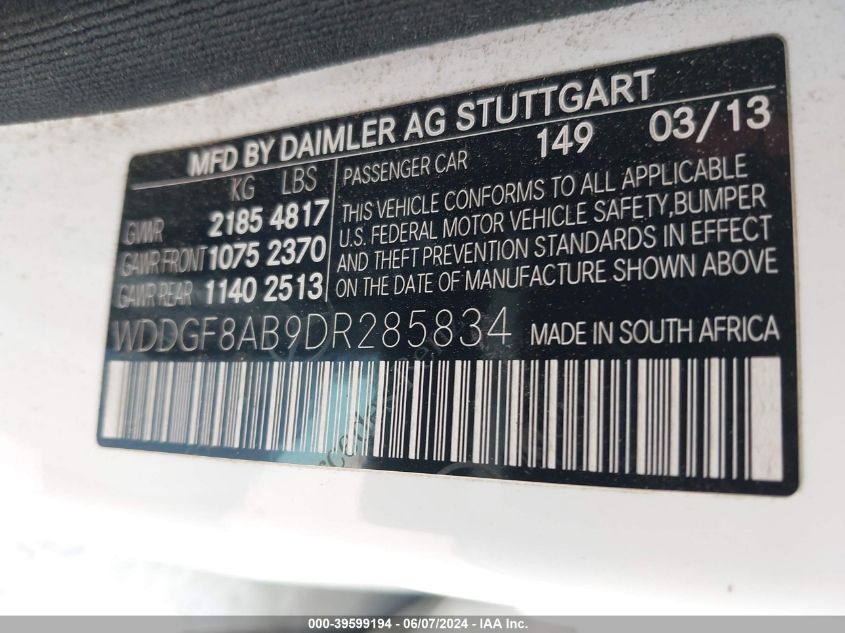 MFD BY DAIMLER AG STUTTGART
149 03/13
KG LBS
GVWR 2185 4817
GAWR FRONT 1075 2370
GAWR REAR 1140 2513
PASSENGER CAR
THIS VEHICLE CONFORMS TO ALL APPLICABLE
U.S. FEDERAL MOTOR VEHICLE SAFETY, BUMPER
AND THEFT PREVENTION STANDARDS IN EFFECT
ON THE DATE OF MANUFACTURE SHOWN ABOVE
WDDGF8AB9DR285834 MADE IN SOUTH AFRICA
000-39599194 / 06/07/2024 - IAA Inc.